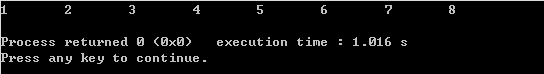 1 2 3 4 5 6 7 8
Process returned 0 (0x0) execution time : 1.016 s
Press any key to continue.